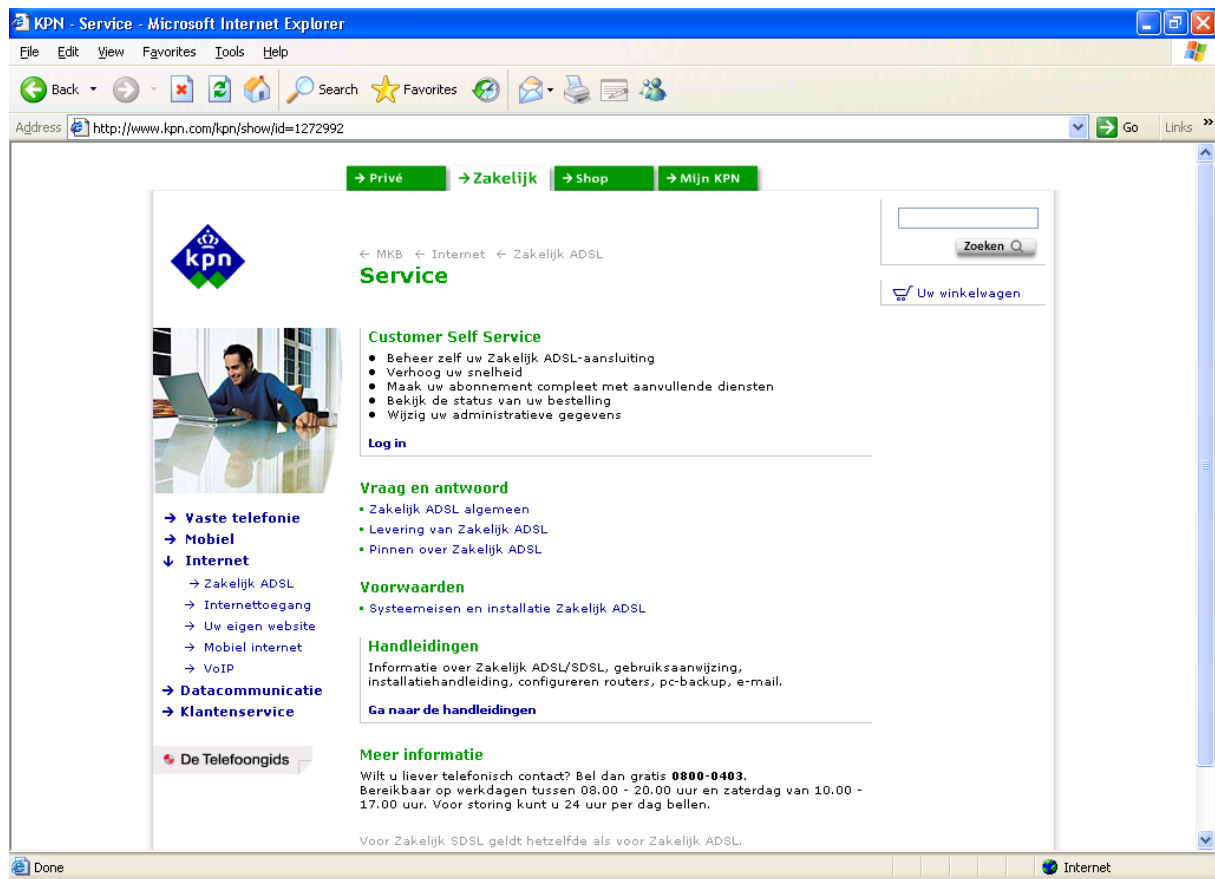 KPN - Service - Microsoft Internet Explorer
File Edit View Favorites Tools Help
Back Search Favorites
Address http://www.kpn.com/kpn/show/id=1272992 Go Links »
→ Privé → Zakelijk → Shop → Mijn KPN
kpn
← MKB ← Internet ← Zakelijk ADSL
Service
Zoeken
Uw winkelwagen
Customer Self Service
• Beheer zelf uw Zakelijk ADSL-aansluiting
• Verhoog uw snelheid
• Maak uw abonnement compleet met aanvullende diensten
• Bekijk de status van uw bestelling
• Wijzig uw administratieve gegevens
Log in
Vraag en antwoord
▪ Zakelijk ADSL algemeen
▪ Levering van Zakelijk ADSL
▪ Pinnen over Zakelijk ADSL
Voorwaarden
▪ Systeemeisen en installatie Zakelijk ADSL
Handleidingen
Informatie over Zakelijk ADSL/SDSL, gebruiksaanwijzing,
installatiehandleiding, configureren routers, pc-backup, e-mail.
Ga naar de handleidingen
Meer informatie
Wilt u liever telefonisch contact? Bel dan gratis 0800-0403.
Bereikbaar op werkdagen tussen 08.00 - 20.00 uur en zaterdag van 10.00 -
17.00 uur. Voor storing kunt u 24 uur per dag bellen.
Voor Zakelijk SDSL geldt hetzelfde als voor Zakelijk ADSL.
→ Vaste telefonie
→ Mobiel
↓ Internet
→ Zakelijk ADSL
→ Internettoegang
→ Uw eigen website
→ Mobiel internet
→ VoIP
→ Datacommunicatie
→ Klantenservice
De Telefoongids
Done Internet